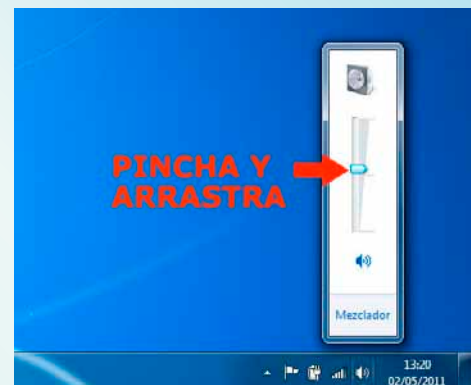 PINCHA Y
ARRASTRA
Mezclador
13:20
02/05/2011